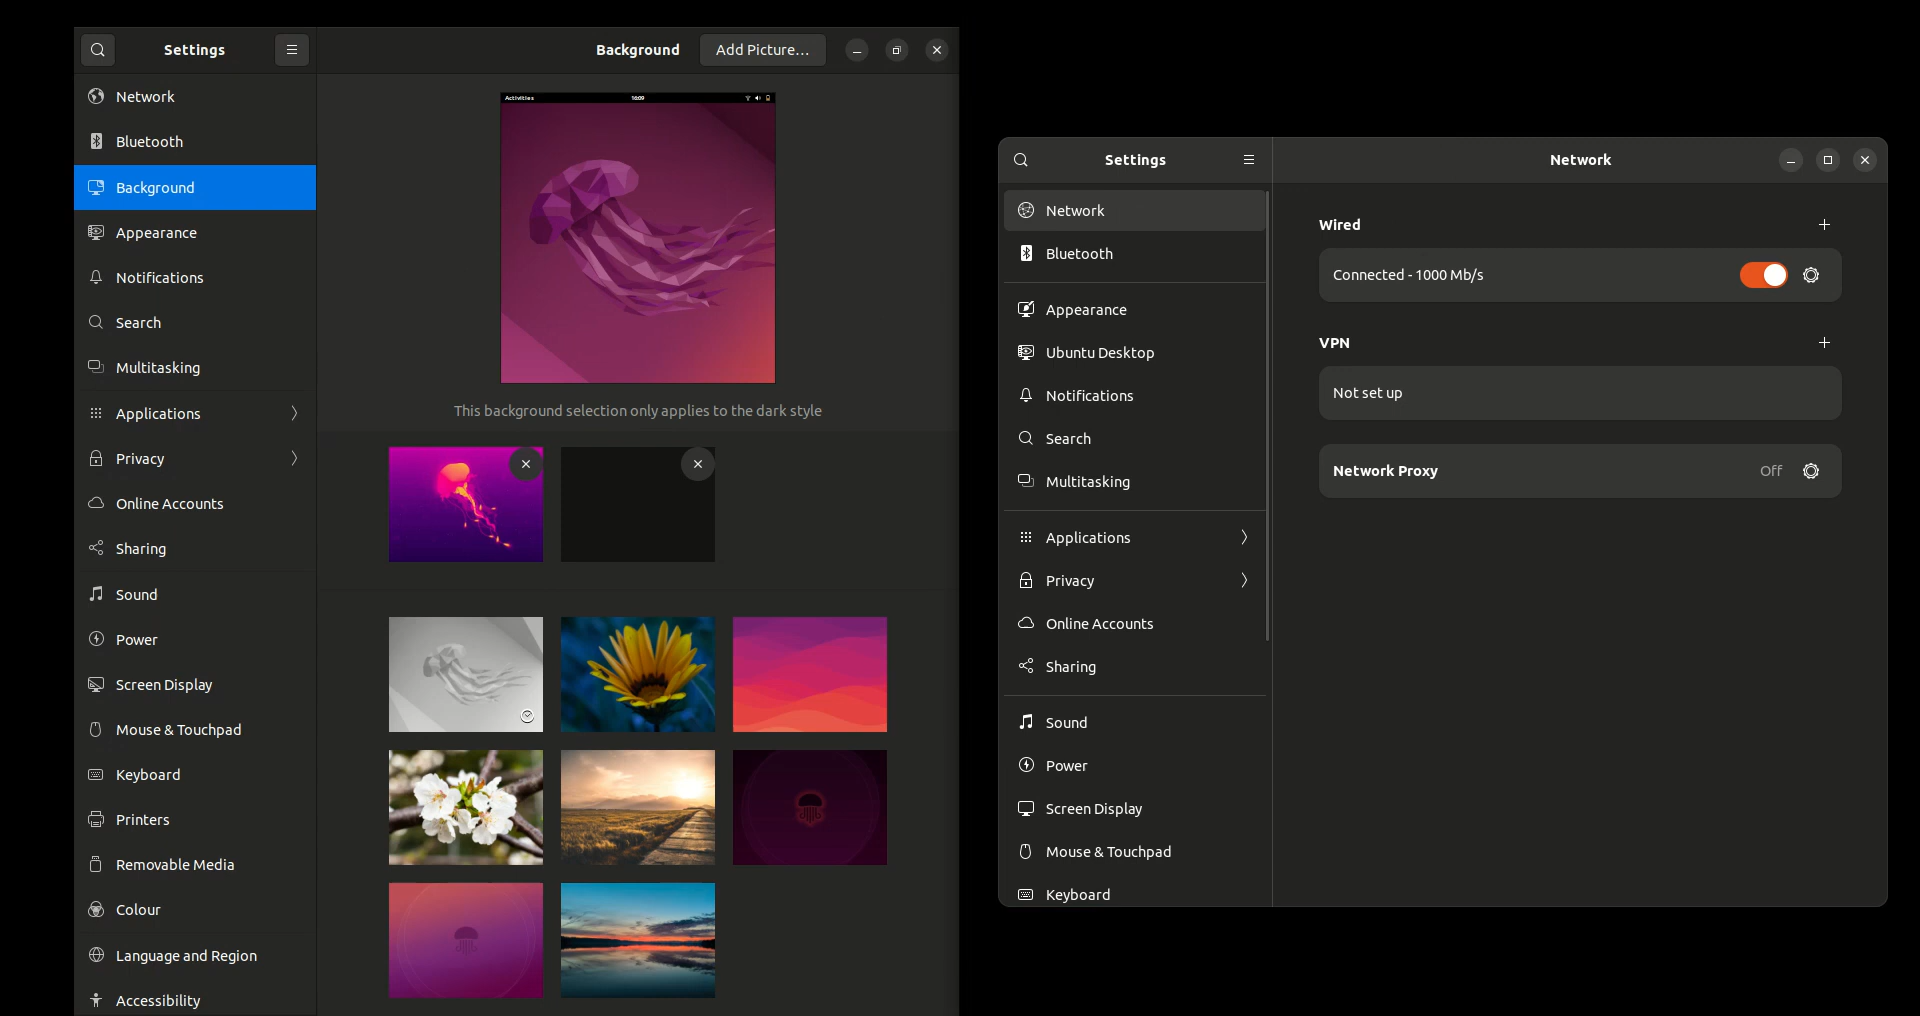 Settings
Background
Add Picture…
Network
Bluetooth
Background
Appearance
Notifications
Search
Multitasking
Applications
Privacy
Online Accounts
Sharing
Sound
Power
Screen Display
Mouse & Touchpad
Keyboard
Printers
Removable Media
Colour
Language and Region
Accessibility
Activities
16:09
This background selection only applies to the dark style
Settings
Network
Network
Bluetooth
Appearance
Ubuntu Desktop
Notifications
Search
Multitasking
Applications
Privacy
Online Accounts
Sharing
Sound
Power
Screen Display
Mouse & Touchpad
Keyboard
Wired
Connected - 1000 Mb/s
VPN
Not set up
Network Proxy
Off